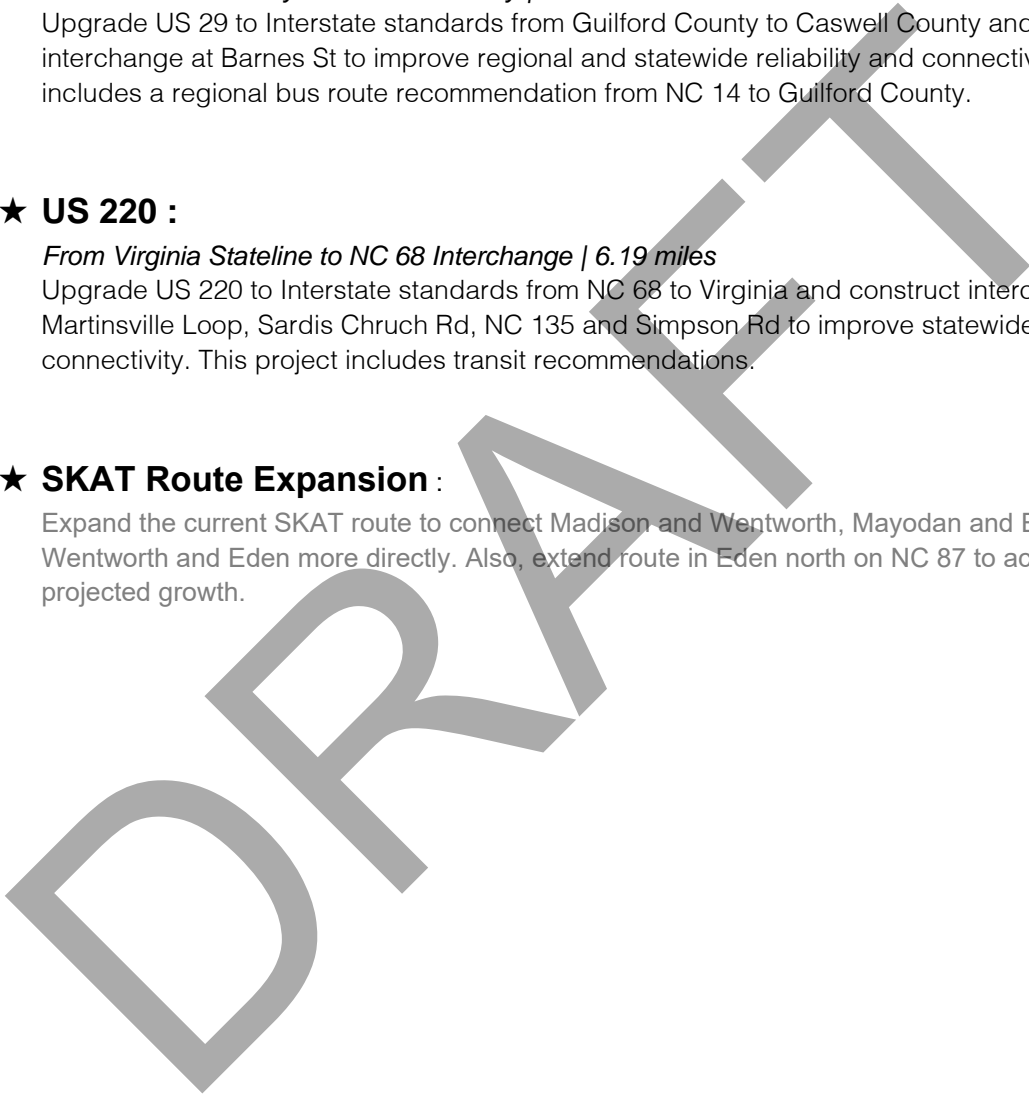 Upgrade US 29 to Interstate standards from Guilford County to Caswell County and
interchange at Barnes St to improve regional and statewide reliability and
includes a regional bus route recommendation from NC 14 to Guilford County.
★ US 220 :
From Virginia Stateline to NC 68 Interchange | 6.19 miles
Upgrade US 220 to Interstate standards from NC 68 to Virginia and construct
Martinsville Loop, Sardis Chruch Rd, NC 135 and Simpson Rd to improve statewide
connectivity. This project includes transit recommendations.
★ SKAT Route Expansion :
Expand the current SKAT route to connect Madison and Wentworth, Mayodan and
Wentworth and Eden more directly. Also, extend route in Eden north on NC 87 to
projected growth.
DRAFT